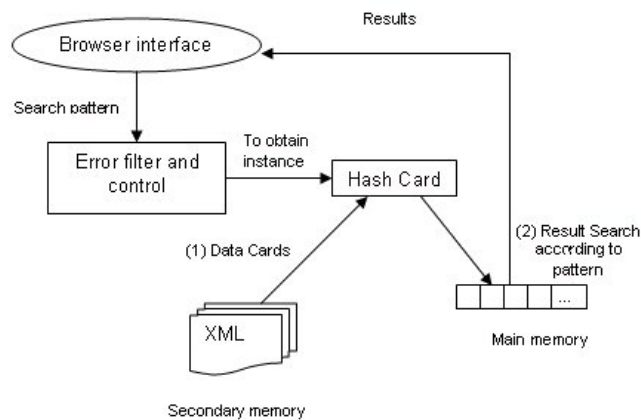 Results
Browser interface
Search pattern
Error filter and
control
To obtain
instance
Hash Card
(1) Data Cards
(2) Result Search
according to
pattern
...
XML
Main memory
Secondary memory